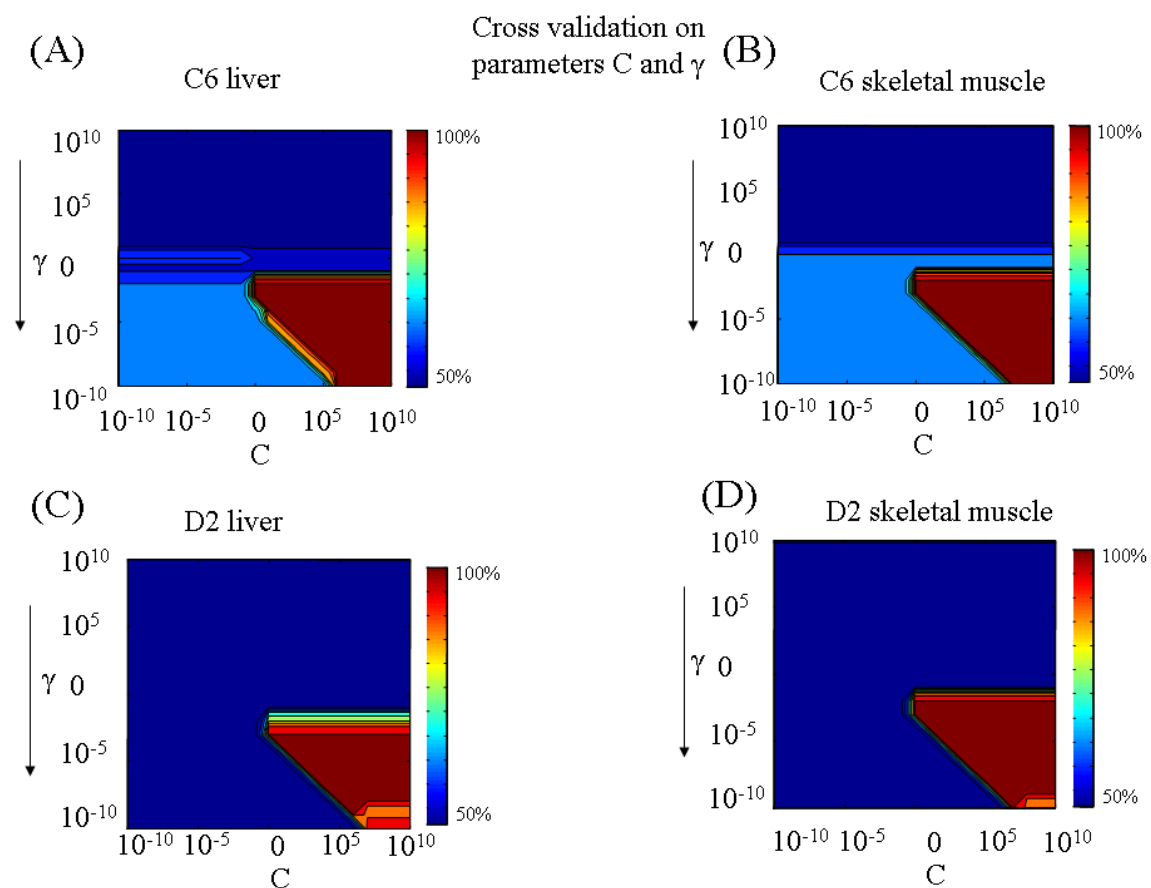 Cross validation on
parameters C and γ
(A)
C6 liver
10^10
10^5
γ 0
10^-5
10^-10
10^-10 10^-5 0 10^5 10^10
C
100%
50%
(B)
C6 skeletal muscle
10^10
10^5
γ 0
10^-5
10^-10
10^-10 10^-5 0 10^5 10^10
C
100%
50%
(C)
D2 liver
10^10
10^5
γ 0
10^-5
10^-10
10^-10 10^-5 0 10^5 10^10
C
100%
50%
(D)
D2 skeletal muscle
10^10
10^5
γ 0
10^-5
10^-10
10^-10 10^-5 0 10^5 10^10
C
100%
50%